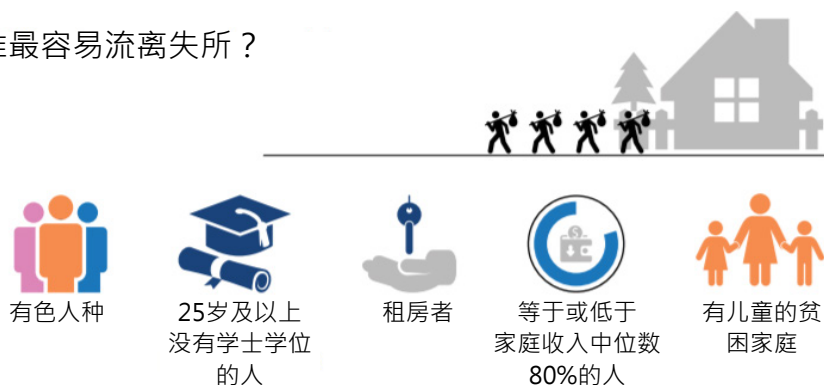 最容易流离失所？
有色人种
25岁及以上
没有学士学位
的人
租房者
等于或低于
家庭收入中位数
80%的人
有儿童的贫
困家庭